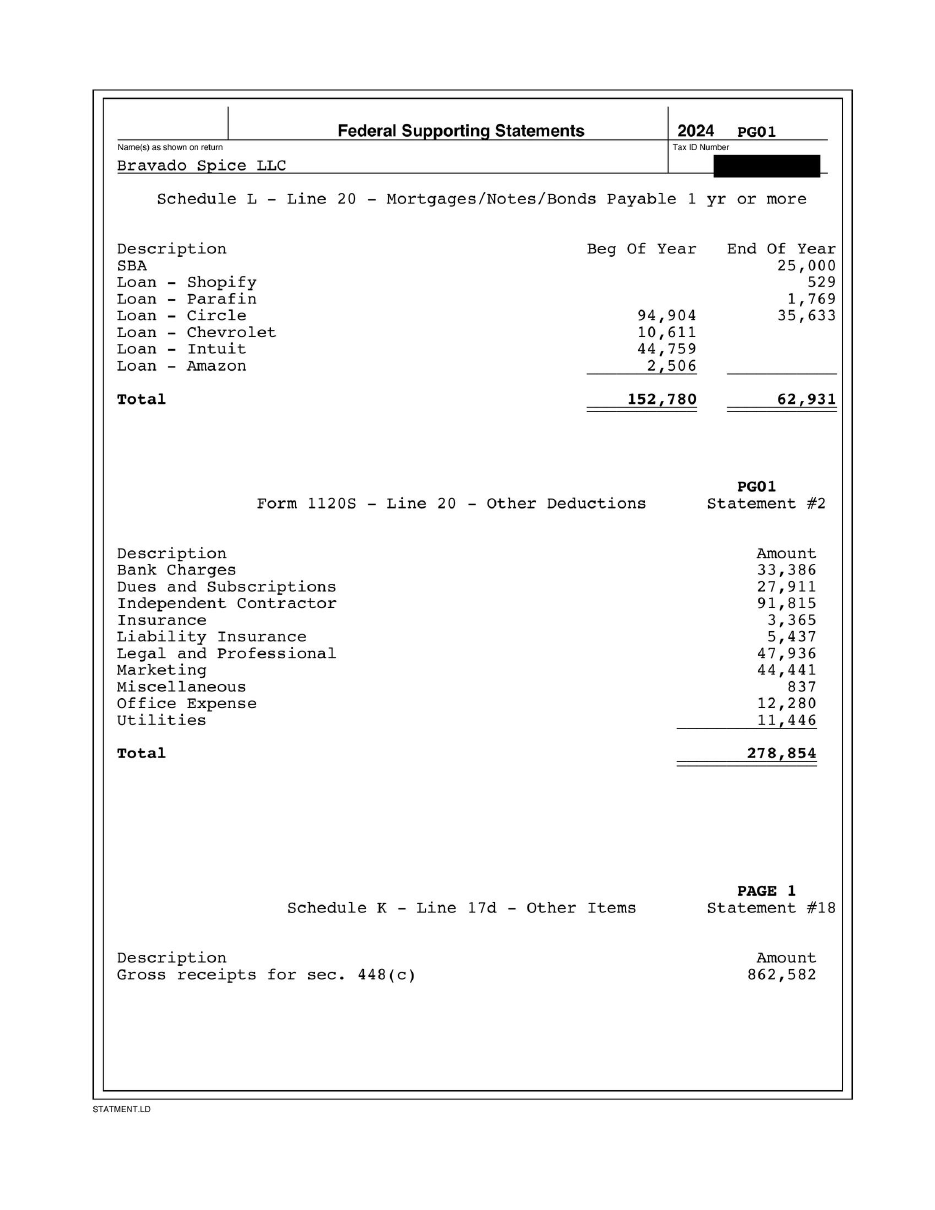 Federal Supporting Statements 2024 PG01
Name(s) as shown on return Tax ID Number
Bravado Spice LLC
Schedule L - Line 20 - Mortgages/Notes/Bonds Payable 1 yr or more
Description Beg Of Year End Of Year
SBA 25,000
Loan - Shopify 529
Loan - Parafin 1,769
Loan - Circle 94,904 35,633
Loan - Chevrolet 10,611
Loan - Intuit 44,759
Loan - Amazon 2,506
Total 152,780 62,931
PG01
Form 1120S - Line 20 - Other Deductions Statement #2
Description Amount
Bank Charges 33,386
Dues and Subscriptions 27,911
Independent Contractor 91,815
Insurance 3,365
Liability Insurance 5,437
Legal and Professional 47,936
Marketing 44,441
Miscellaneous 837
Office Expense 12,280
Utilities 11,446
Total 278,854
PAGE 1
Schedule K - Line 17d - Other Items Statement #18
Description Amount
Gross receipts for sec. 448(c) 862,582
STATMENT.LD